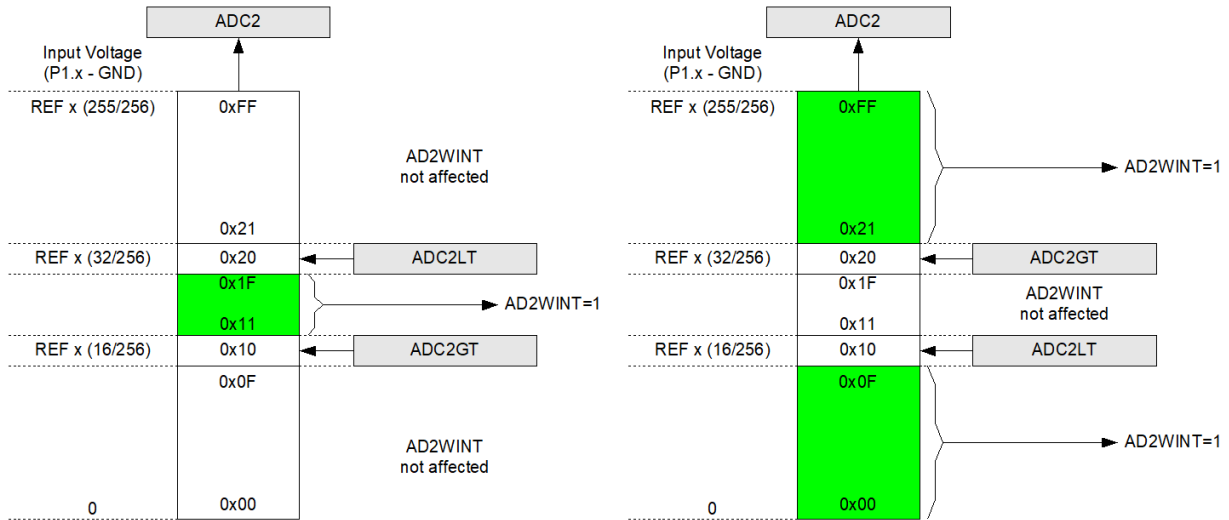 ADC2
Input Voltage
(P1.x - GND)
REF x (255/256)
0xFF
AD2WINT
not affected
0x21
REF x (32/256)
0x20
ADC2LT
0x1F
AD2WINT=1
0x11
REF x (16/256)
0x10
ADC2GT
0x0F
AD2WINT
not affected
0
0x00
ADC2
Input Voltage
(P1.x - GND)
REF x (255/256)
0xFF
AD2WINT=1
0x21
REF x (32/256)
0x20
ADC2GT
0x1F
AD2WINT
not affected
0x11
REF x (16/256)
0x10
ADC2LT
0x0F
AD2WINT=1
0
0x00